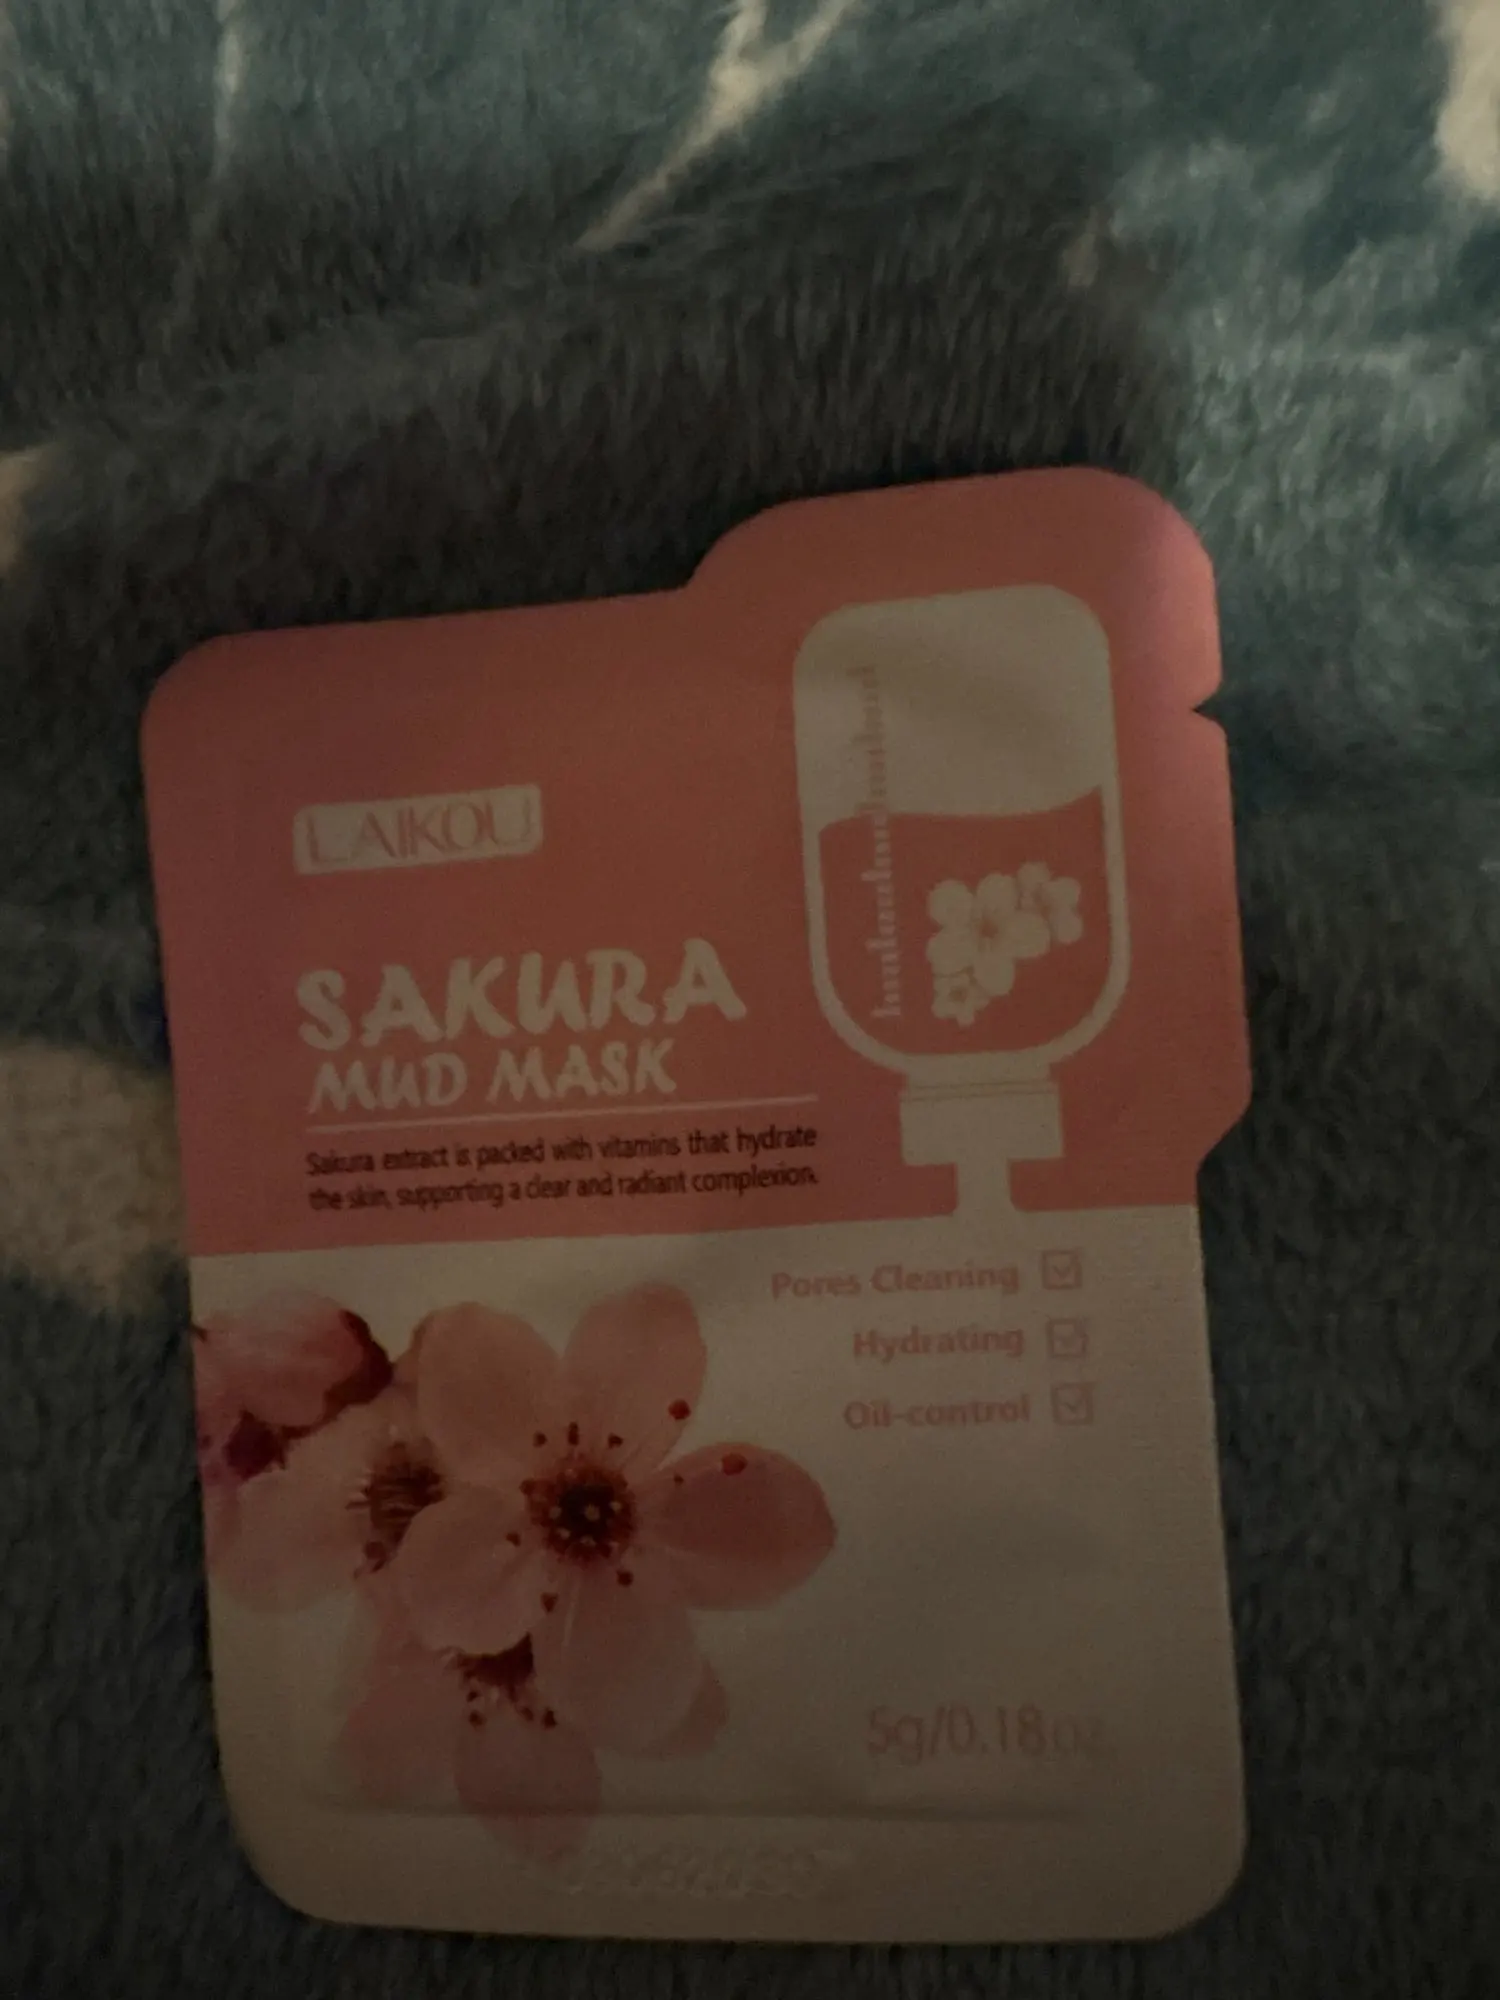 LAIKOU
SAKURA
MUD MASK
Sakura extract is packed with vitamins that hydrate
the skin, supporting a clear and radiant complexion.
Pores Cleaning
Hydrating
Oil-control
5g/0.18oz